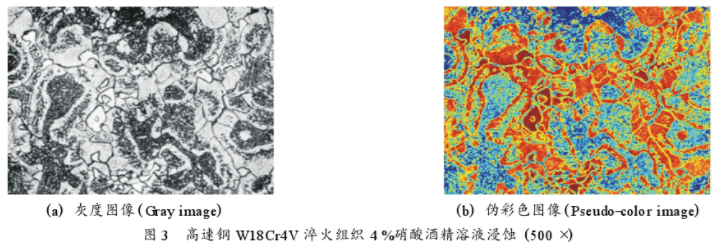 (a) 灰度图像 (Gray image)
(b) 伪彩色图像 (Pseudo-color image)
图 3 高速钢 W18Cr4V 淬火组织 4 %硝酸酒精溶液浸蚀 (500 ×)